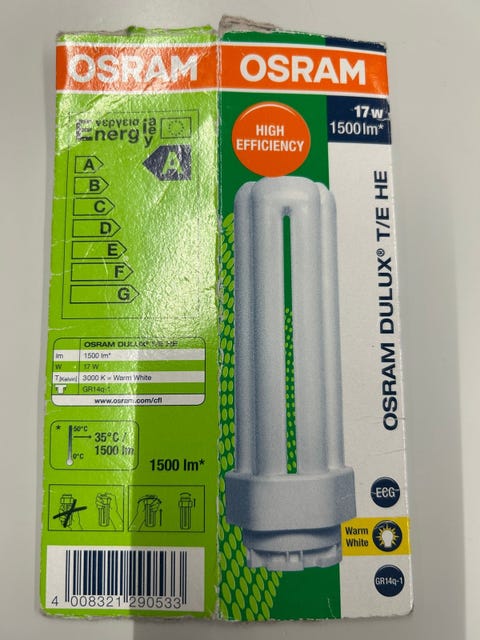 OSRAM
Energy
A
A
B
C
D
E
F
G
OSRAM DULUX® T/E HE
lm 1500 lm*
W 17 W
T [Kelvin] 3000 K = Warm White
GR14q-1
www.osram.com/cfl
*
50°C
0°C
35°C /
1500 lm
1500 lm*
4 008321 290533
OSRAM
17w
1500 lm*
HIGH
EFFICIENCY
OSRAM DULUX® T/E HE
ECG
Warm
White
GR14q-1